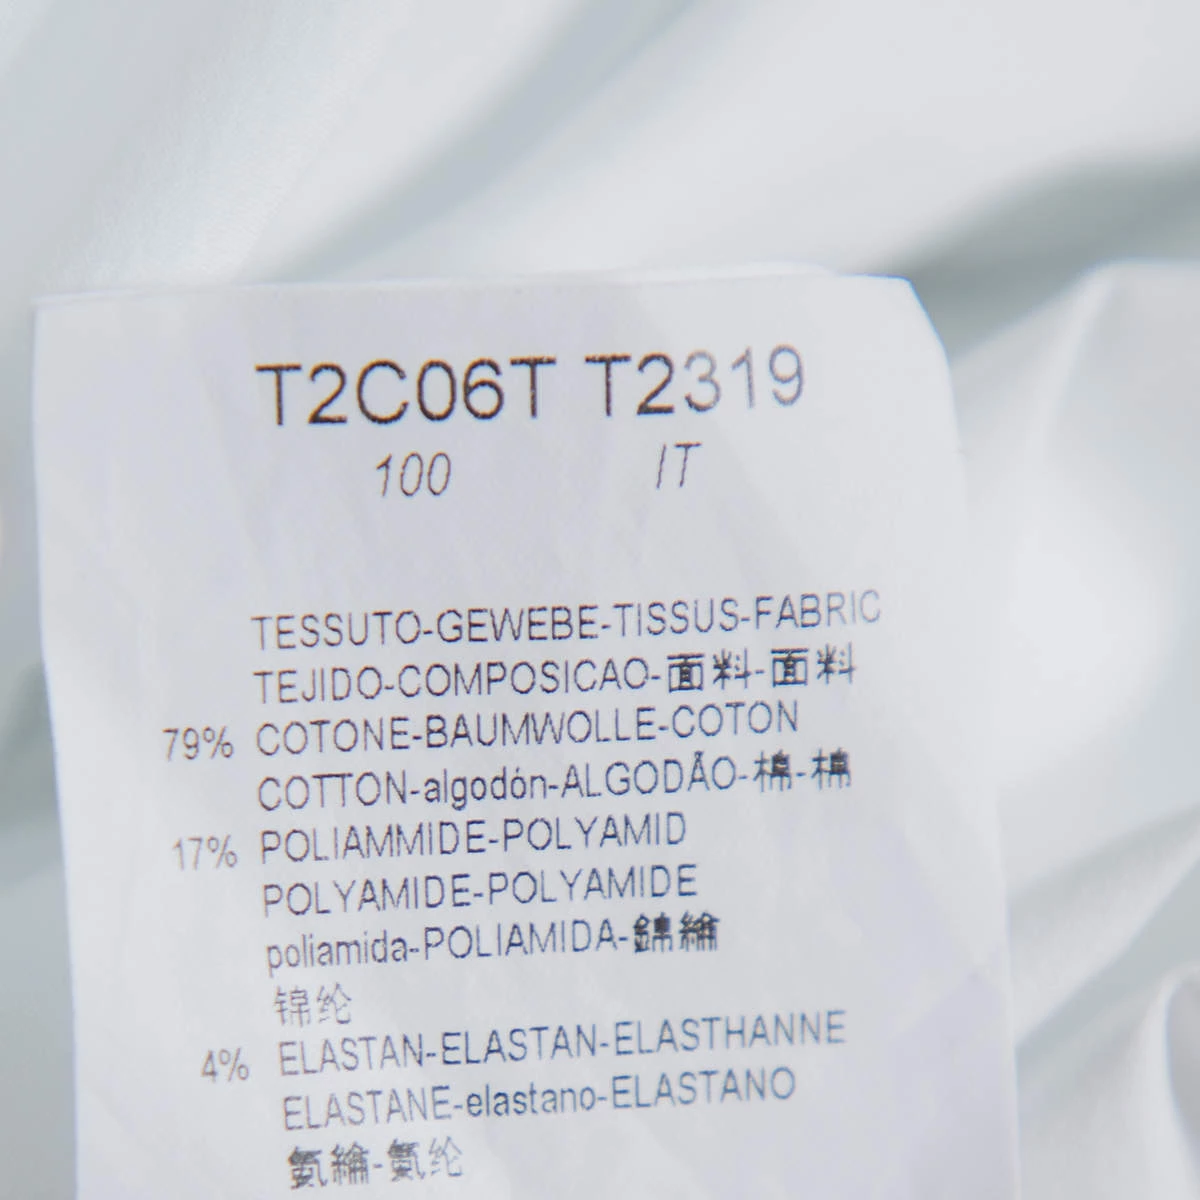 T2C06T T2319
100 IT
TESSUTO-GEWEBE-TISSUS-FABRIC
TEJIDO-COMPOSICAO-面料-面料
79% COTONE-BAUMWOLLE-COTON
COTTON-algodón-ALGODÃO-棉-棉
17% POLIAMMIDE-POLYAMID
POLYAMIDE-POLYAMIDE
poliamida-POLIAMIDA-錦綸
锦纶
4% ELASTAN-ELASTAN-ELASTHANNE
ELASTANE-elastano-ELASTANO
氨綸-氨纶